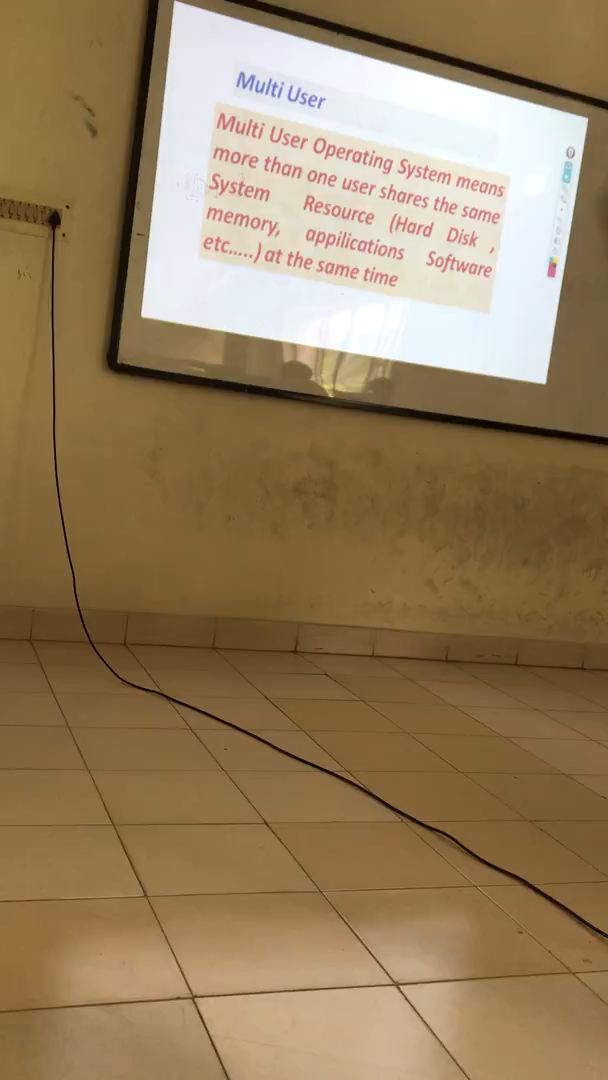 Multi User
Multi User Operating System means
more than one user shares the same
System Resource (Hard Disk ,
memory, appilications Software
etc.....) at the same time